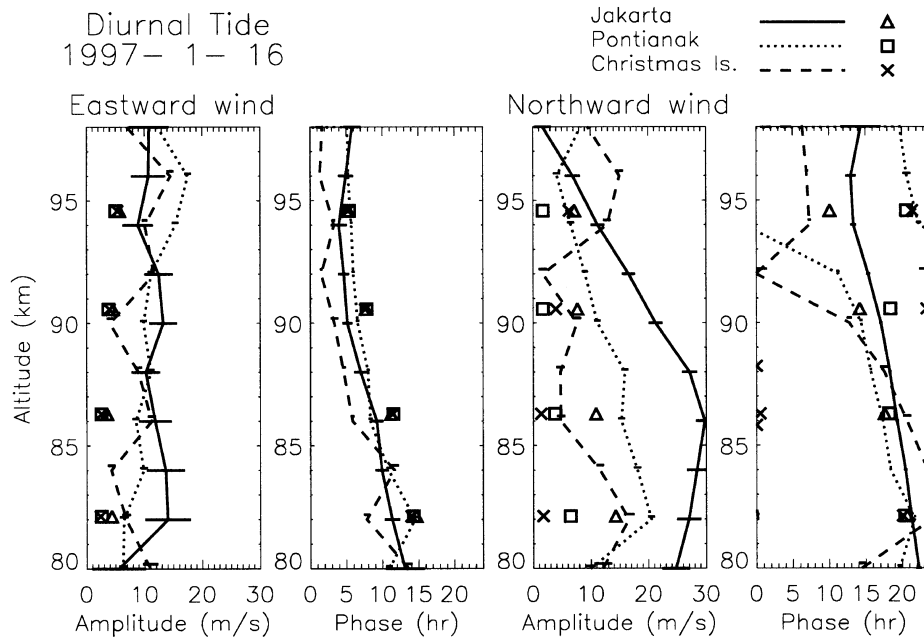 Diurnal Tide
1997- 1- 16
Jakarta
Pontianak
Christmas Is.
Eastward wind
Northward wind
Altitude (km)
95
90
85
80
0 10 20 30
Amplitude (m/s)
95
90
85
80
0 5 10 15 20
Phase (hr)
95
90
85
80
0 10 20 30
Amplitude (m/s)
95
90
85
80
0 10 15 20
Phase (hr)